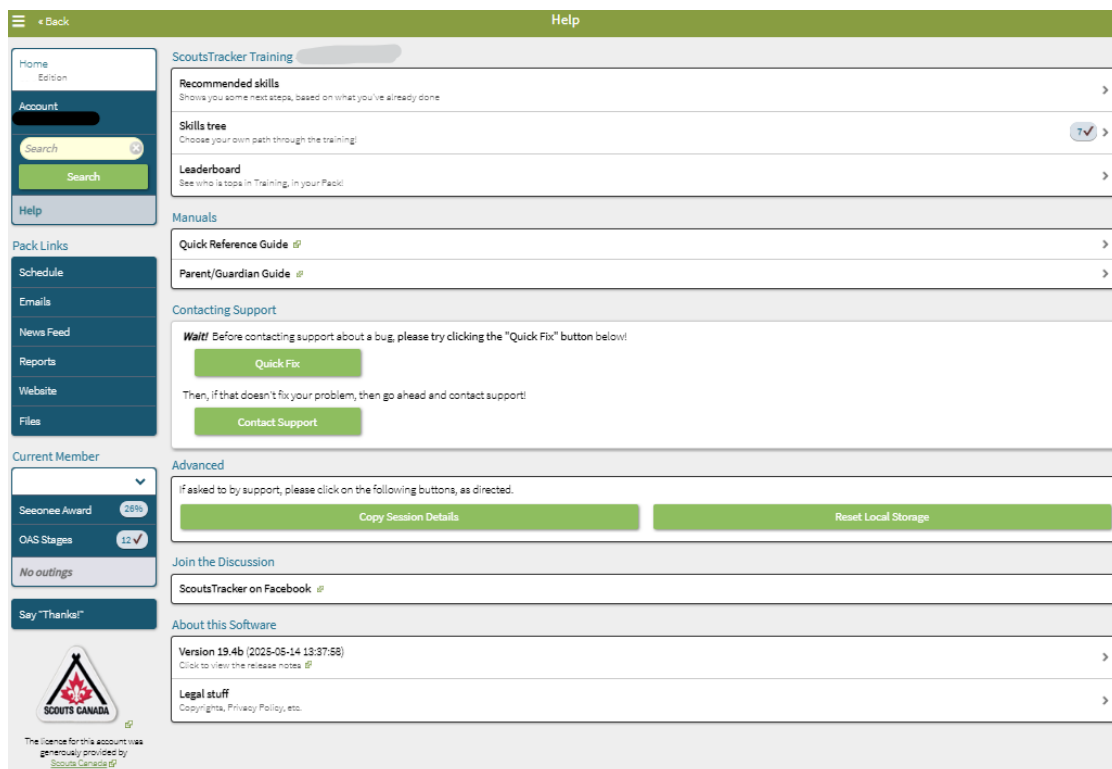 « Back
Help
Home
Edition
Account
Search
Search
Help
Pack Links
Schedule
Emails
News Feed
Reports
Website
Files
Current Member
Seeonee Award 26%
OAS Stages 12
No outings
Say "Thanks!"
SCOUTS CANADA
The licence for this account was
generously provided by
Scouts Canada
ScoutsTracker Training
Recommended skills
Shows you some next steps, based on what you've already done
Skills tree
Choose your own path through the training!
7
Leaderboard
See who is tops in Training, in your Pack!
Manuals
Quick Reference Guide
Parent/Guardian Guide
Contacting Support
Wait! Before contacting support about a bug, please try clicking the "Quick Fix" button below!
Quick Fix
Then, if that doesn't fix your problem, then go ahead and contact support!
Contact Support
Advanced
If asked to by support, please click on the following buttons, as directed.
Copy Session Details
Reset Local Storage
Join the Discussion
ScoutsTracker on Facebook
About this Software
Version 19.4b (2025-05-14 13:37:58)
Click to view the release notes
Legal stuff
Copyrights, Privacy Policy, etc.